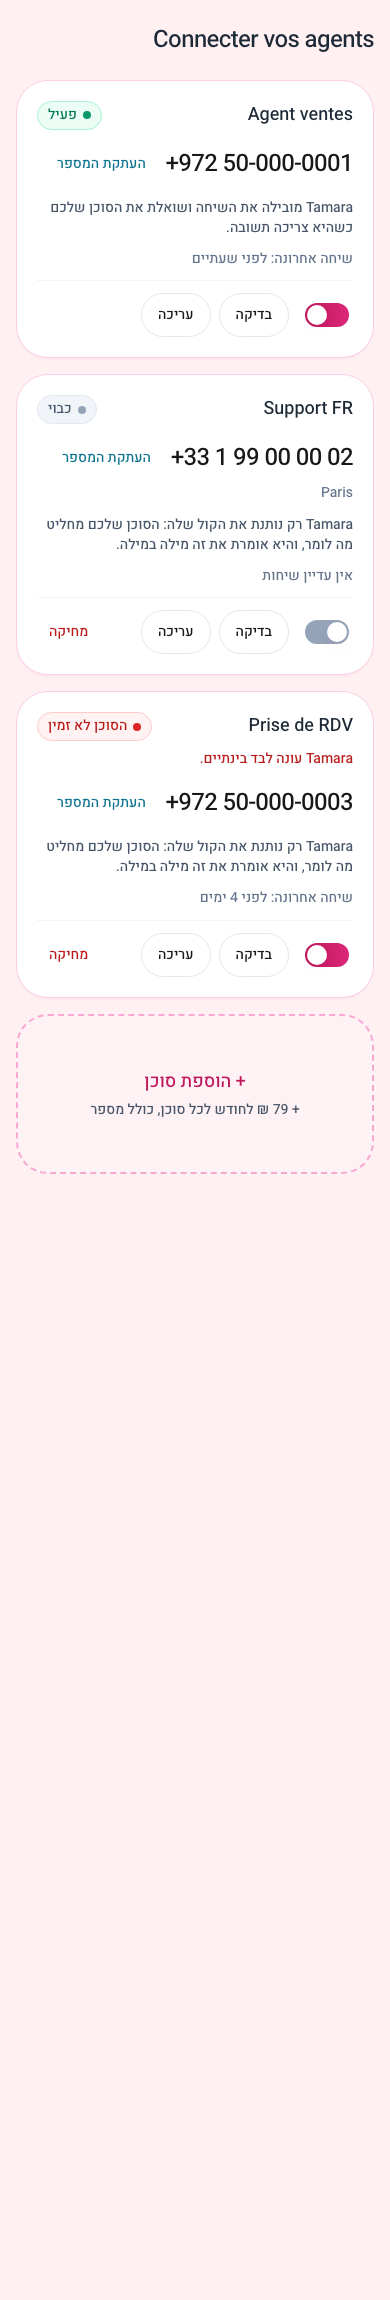 Connecter vos agents
Agent ventes
פעיל
+972 50-000-0001
העתקת המספר
Tamara מובילה את השיחה ושואלת את הסוכן שלכם
כשהיא צריכה תשובה.
שיחה אחרונה: לפני שעתיים
בדיקה
עריכה
Support FR
כבוי
+33 1 99 00 00 02
העתקת המספר
Paris
Tamara רק נותנת את הקול שלה: הסוכן שלכם מחליט
מה לומר, והיא אומרת את זה מילה במילה.
אין עדיין שיחות
בדיקה
עריכה
מחיקה
Prise de RDV
הסוכן לא זמין
Tamara עונה לבד בינתיים.
+972 50-000-0003
העתקת המספר
Tamara רק נותנת את הקול שלה: הסוכן שלכם מחליט
מה לומר, והיא אומרת את זה מילה במילה.
שיחה אחרונה: לפני 4 ימים
בדיקה
עריכה
מחיקה
+ הוספת סוכן
+ 79 ₪ לחודש לכל סוכן, כולל מספר